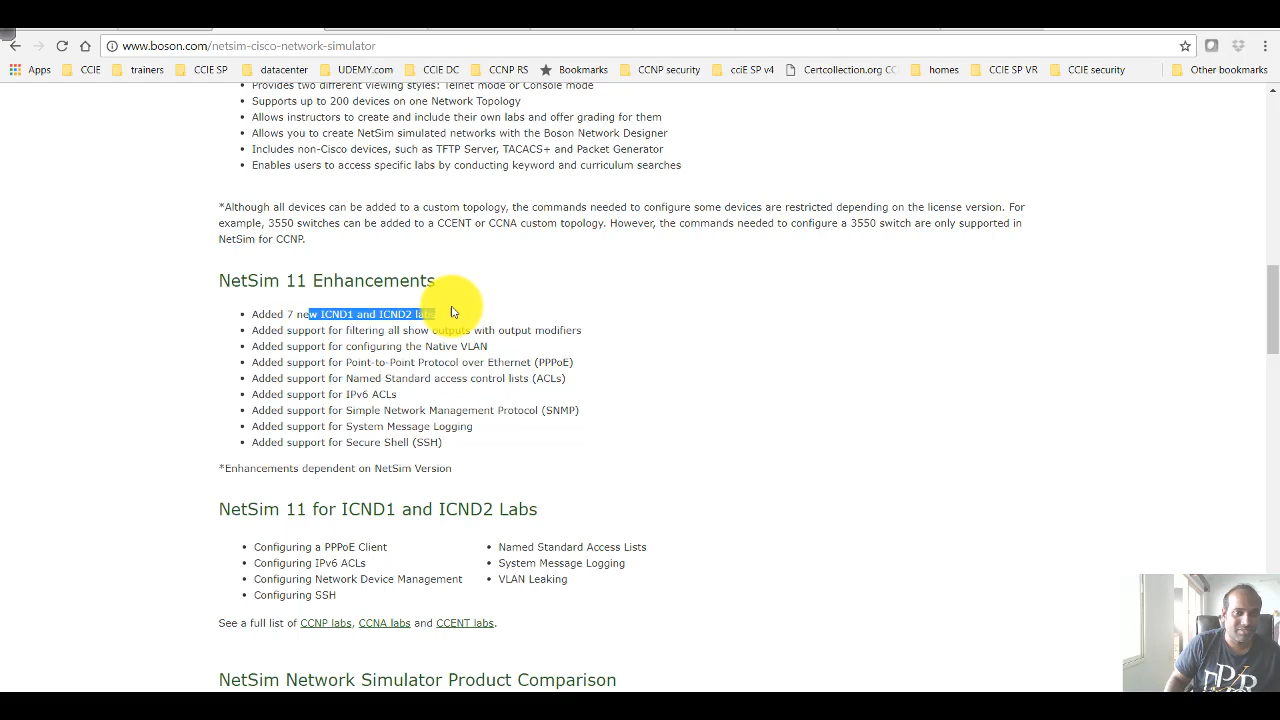 www.boson.com/netsim-cisco-network-simulator
Apps CCIE trainers CCIE SP datacenter UDEMY.com CCIE DC CCNP RS Bookmarks CCNP security cciE SP v4 Certcollection.org CC homes CCIE SP VR CCIE security Other bookmarks
• Provides two different viewing styles: Telnet mode or Console mode
• Supports up to 200 devices on one Network Topology
• Allows instructors to create and include their own labs and offer grading for them
• Allows you to create NetSim simulated networks with the Boson Network Designer
• Includes non-Cisco devices, such as TFTP Server, TACACS+ and Packet Generator
• Enables users to access specific labs by conducting keyword and curriculum searches
*Although all devices can be added to a custom topology, the commands needed to configure some devices are restricted depending on the license version. For
example, 3550 switches can be added to a CCENT or CCNA custom topology. However, the commands needed to configure a 3550 switch are only supported in
NetSim for CCNP.
NetSim 11 Enhancements
• Added 7 new ICND1 and ICND2 labs
• Added support for filtering all show outputs with output modifiers
• Added support for configuring the Native VLAN
• Added support for Point-to-Point Protocol over Ethernet (PPPoE)
• Added support for Named Standard access control lists (ACLs)
• Added support for IPv6 ACLs
• Added support for Simple Network Management Protocol (SNMP)
• Added support for System Message Logging
• Added support for Secure Shell (SSH)
*Enhancements dependent on NetSim Version
NetSim 11 for ICND1 and ICND2 Labs
• Configuring a PPPoE Client
• Configuring IPv6 ACLs
• Configuring Network Device Management
• Configuring SSH
• Named Standard Access Lists
• System Message Logging
• VLAN Leaking
See a full list of CCNP labs, CCNA labs and CCENT labs.
NetSim Network Simulator Product Comparison